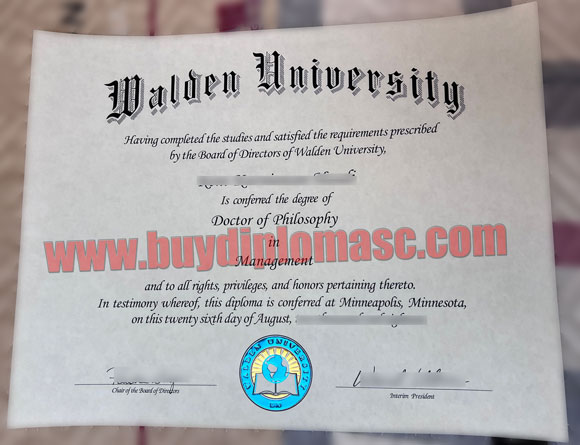 Walden University
Having completed the studies and satisfied the requirements prescribed
by the Board of Directors of Walden University,
Is conferred the degree of
Doctor of Philosophy
in
www.buydiplomasc.com
Management
and to all rights, privileges, and honors pertaining thereto.
In testimony whereof, this diploma is conferred at Minneapolis, Minnesota,
on this twenty sixth day of August,
WALDEN UNIVERSITY
Chair of the Board of Directors
Interim President